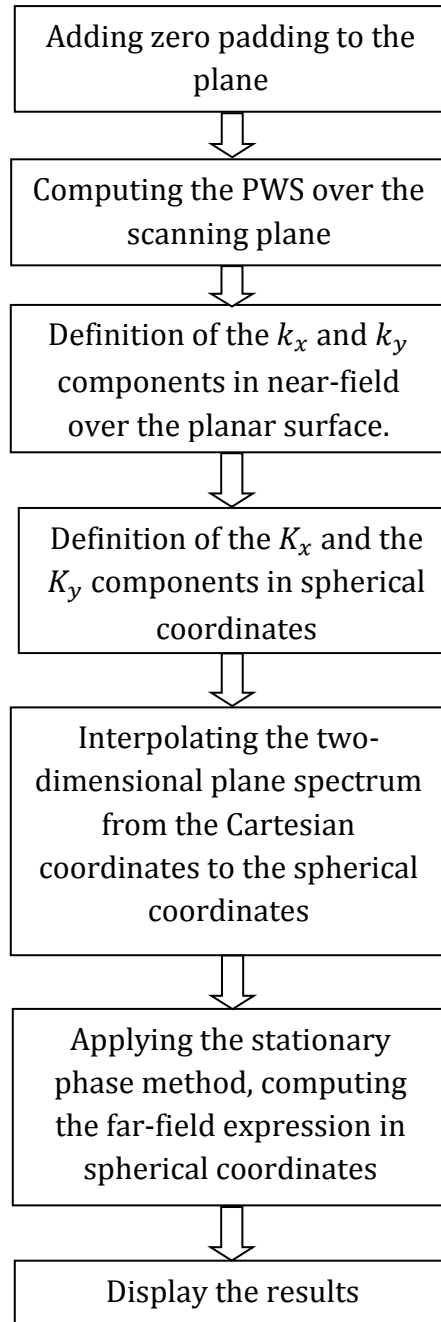 Adding zero padding to the
plane
Computing the PWS over the
scanning plane
Definition of the kₓ and k_y
components in near-field
over the planar surface.
Definition of the Kₓ and the
K_y components in spherical
coordinates
Interpolating the two-
dimensional plane spectrum
from the Cartesian
coordinates to the spherical
coordinates
Applying the stationary
phase method, computing
the far-field expression in
spherical coordinates
Display the results